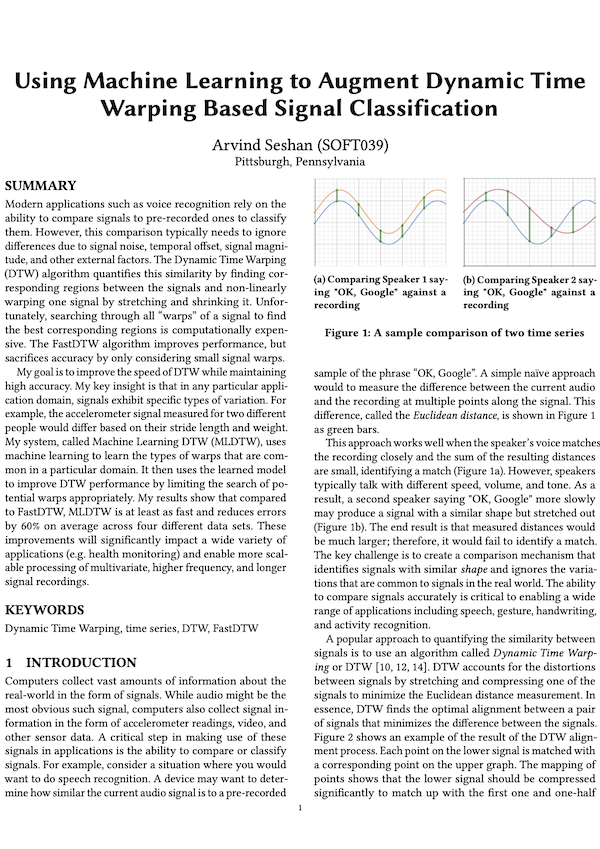 Using Machine Learning to Augment Dynamic Time
Warping Based Signal Classification
Arvind Seshan (SOFT039)
Pittsburgh, Pennsylvania
SUMMARY
Modern applications such as voice recognition rely on the
ability to compare signals to pre-recorded ones to classify
them. However, this comparison typically needs to ignore
differences due to signal noise, temporal offset, signal magni-
tude, and other external factors. The Dynamic Time Warping
(DTW) algorithm quantifies this similarity by finding cor-
responding regions between the signals and non-linearly
warping one signal by stretching and shrinking it. Unfor-
tunately, searching through all “warps” of a signal to find
the best corresponding regions is computationally expen-
sive. The FastDTW algorithm improves performance, but
sacrifices accuracy by only considering small signal warps.
My goal is to improve the speed of DTW while maintaining
high accuracy. My key insight is that in any particular appli-
cation domain, signals exhibit specific types of variation. For
example, the accelerometer signal measured for two different
people would differ based on their stride length and weight.
My system, called Machine Learning DTW (MLDTW), uses
machine learning to learn the types of warps that are com-
mon in a particular domain. It then uses the learned model
to improve DTW performance by limiting the search of po-
tential warps appropriately. My results show that compared
to FastDTW, MLDTW is at least as fast and reduces errors
by 60% on average across four different data sets. These
improvements will significantly impact a wide variety of
applications (e.g. health monitoring) and enable more scal-
able processing of multivariate, higher frequency, and longer
signal recordings.
KEYWORDS
Dynamic Time Warping, time series, DTW, FastDTW
1 INTRODUCTION
Computers collect vast amounts of information about the
real-world in the form of signals. While audio might be the
most obvious such signal, computers also collect signal in-
formation in the form of accelerometer readings, video, and
other sensor data. A critical step in making use of these
signals in applications is the ability to compare or classify
signals. For example, consider a situation where you would
want to do speech recognition. A device may want to deter-
mine how similar the current audio signal is to a pre-recorded
(a) Comparing Speaker 1 say-
ing "OK, Google" against a
recording
(b) Comparing Speaker 2 say-
ing "OK, Google" against a
recording
Figure 1: A sample comparison of two time series
sample of the phrase “OK, Google”. A simple naïve approach
would to measure the difference between the current audio
and the recording at multiple points along the signal. This
difference, called the Euclidean distance, is shown in Figure 1
as green bars.
This approach works well when the speaker’s voice matches
the recording closely and the sum of the resulting distances
are small, identifying a match (Figure 1a). However, speakers
typically talk with different speed, volume, and tone. As a
result, a second speaker saying “OK, Google” more slowly
may produce a signal with a similar shape but stretched out
(Figure 1b). The end result is that measured distances would
be much larger; therefore, it would fail to identify a match.
The key challenge is to create a comparison mechanism that
identifies signals with similar shape and ignores the varia-
tions that are common to signals in the real world. The ability
to compare signals accurately is critical to enabling a wide
range of applications including speech, gesture, handwriting,
and activity recognition.
A popular approach to quantifying the similarity between
signals is to use an algorithm called Dynamic Time Warp-
ing or DTW [10, 12, 14]. DTW accounts for the distortions
between signals by stretching and compressing one of the
signals to minimize the Euclidean distance measurement. In
essence, DTW finds the optimal alignment between a pair
of signals that minimizes the difference between the signals.
Figure 2 shows an example of the result of the DTW align-
ment process. Each point on the lower signal is matched with
a corresponding point on the upper graph. The mapping of
points shows that the lower signal should be compressed
significantly to match up with the first one and one-half
1